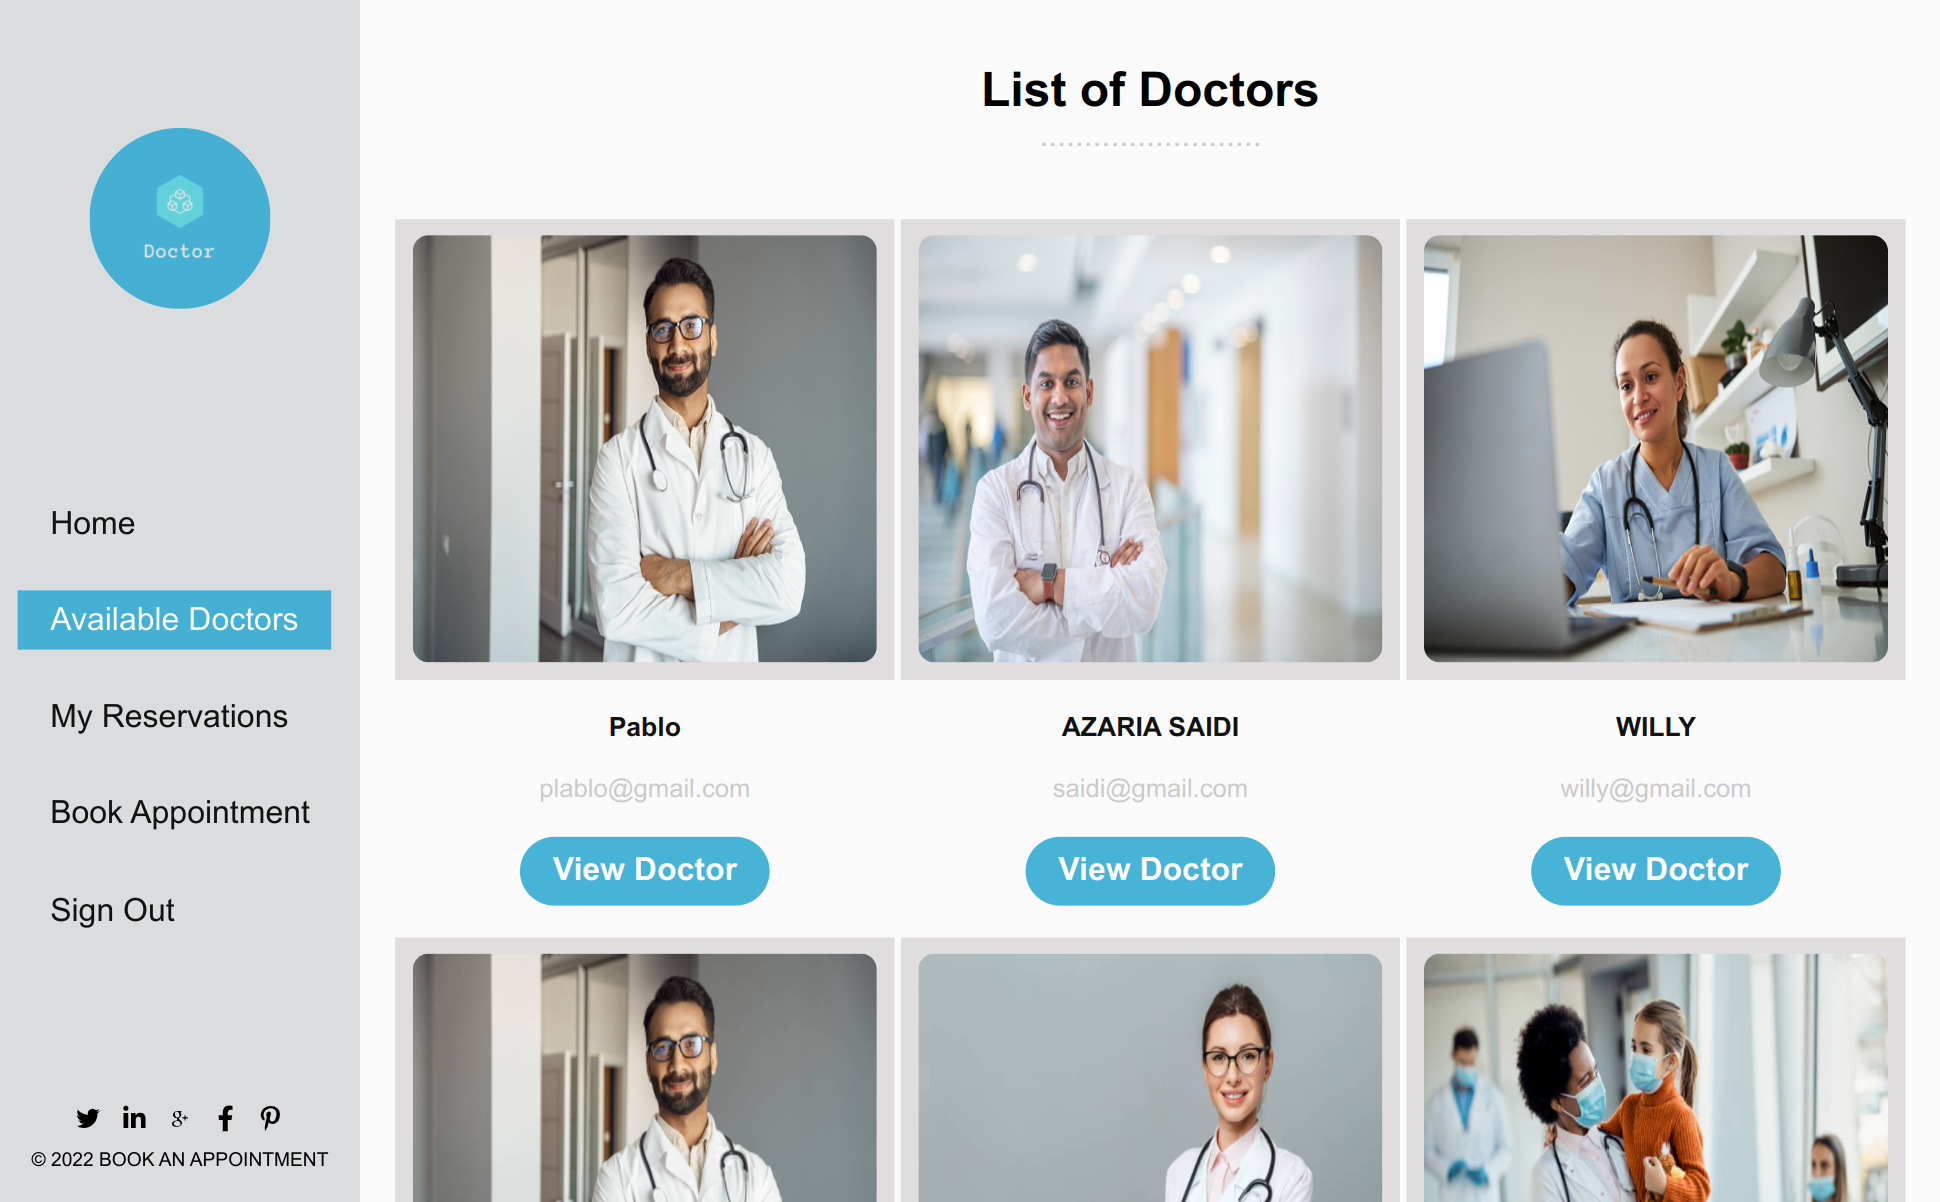 Doctor
Home
Available Doctors
My Reservations
Book Appointment
Sign Out
© 2022 BOOK AN APPOINTMENT
List of Doctors
Pablo
plablo@gmail.com
View Doctor
AZARIA SAIDI
saidi@gmail.com
View Doctor
WILLY
willy@gmail.com
View Doctor